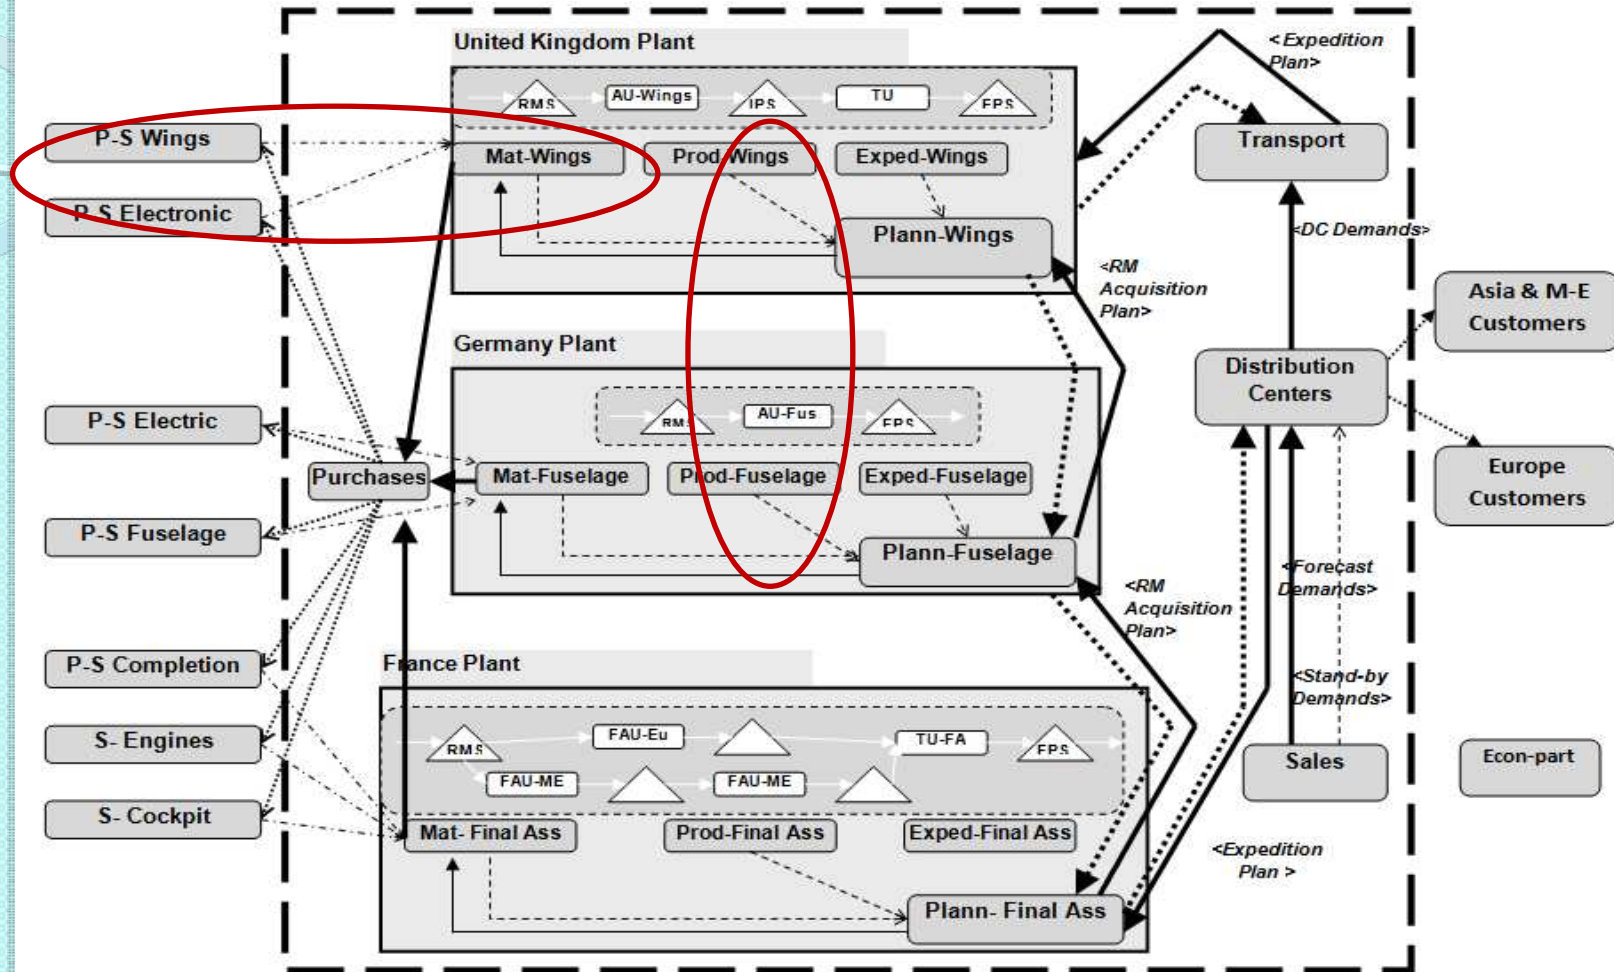 United Kingdom Plant
<Expedition
Plan>
RMS
AU-Wings
IPS
TU
FPS
P-S Wings
Mat-Wings
Prod-Wings
Exped-Wings
Transport
P-S Electronic
Plann-Wings
<DC Demands>
<RM
Acquisition
Plan>
Asia & M-E
Customers
Germany Plant
Distribution
Centers
RMS
AU-Fus
FPS
P-S Electric
Purchases
Mat-Fuselage
Prod-Fuselage
Exped-Fuselage
Europe
Customers
P-S Fuselage
Plann-Fuselage
<Forecast
Demands>
<RM
Acquisition
Plan>
P-S Completion
France Plant
<Stand-by
Demands>
S- Engines
RMS
FAU-Eu
TU-FA
FPS
FAU-ME
FAU-ME
Sales
Econ-part
S- Cockpit
Mat- Final Ass
Prod-Final Ass
Exped-Final Ass
<Expedition
Plan >
Plann- Final Ass